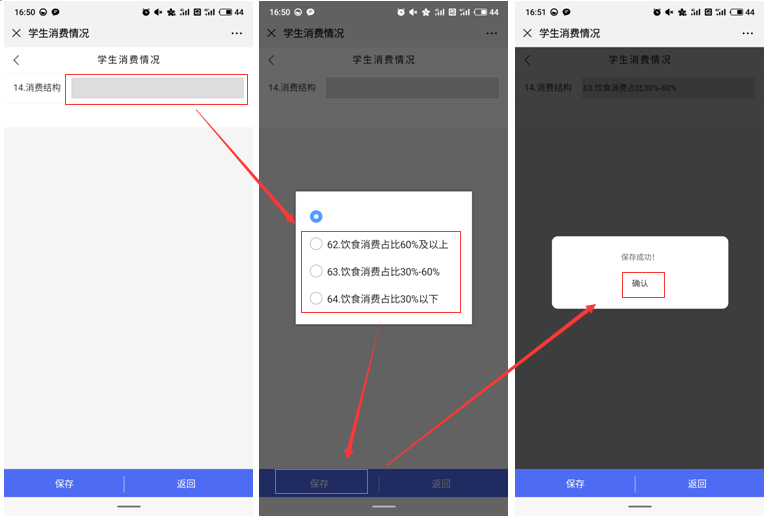 16:50
44
学生消费情况
学生消费情况
14.消费结构
保存
返回
16:50
44
学生消费情况
学生消费情况
14.消费结构
62.饮食消费占比60%及以上
63.饮食消费占比30%-60%
64.饮食消费占比30%以下
保存
返回
16:51
44
学生消费情况
学生消费情况
14.消费结构
63.饮食消费占比30%-60%
保存成功!
确认
保存
返回